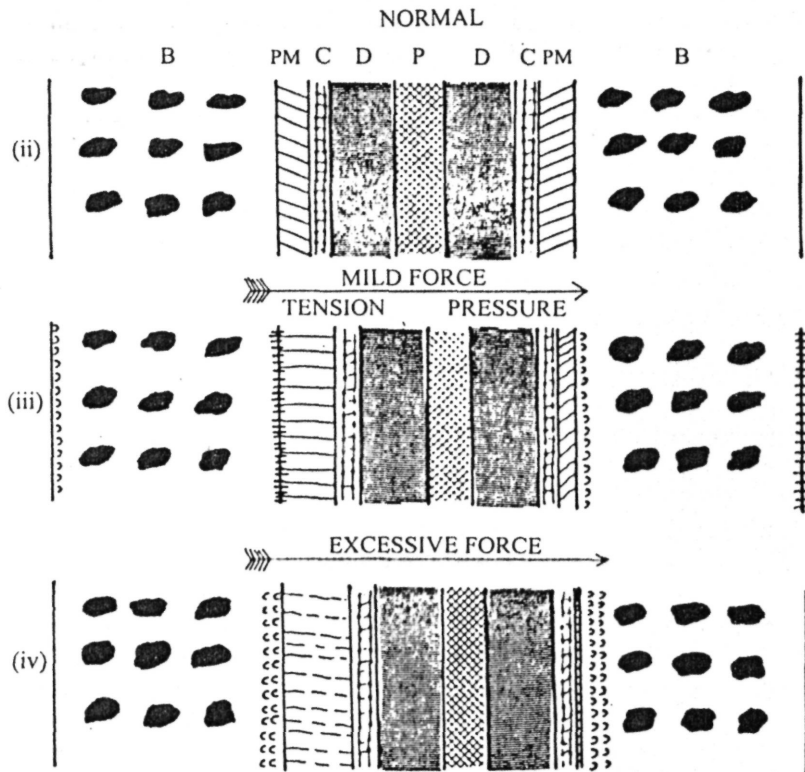 NORMAL
B PM C D P D C PM B
(ii)
MILD FORCE
TENSION PRESSURE
(iii)
EXCESSIVE FORCE
(iv)